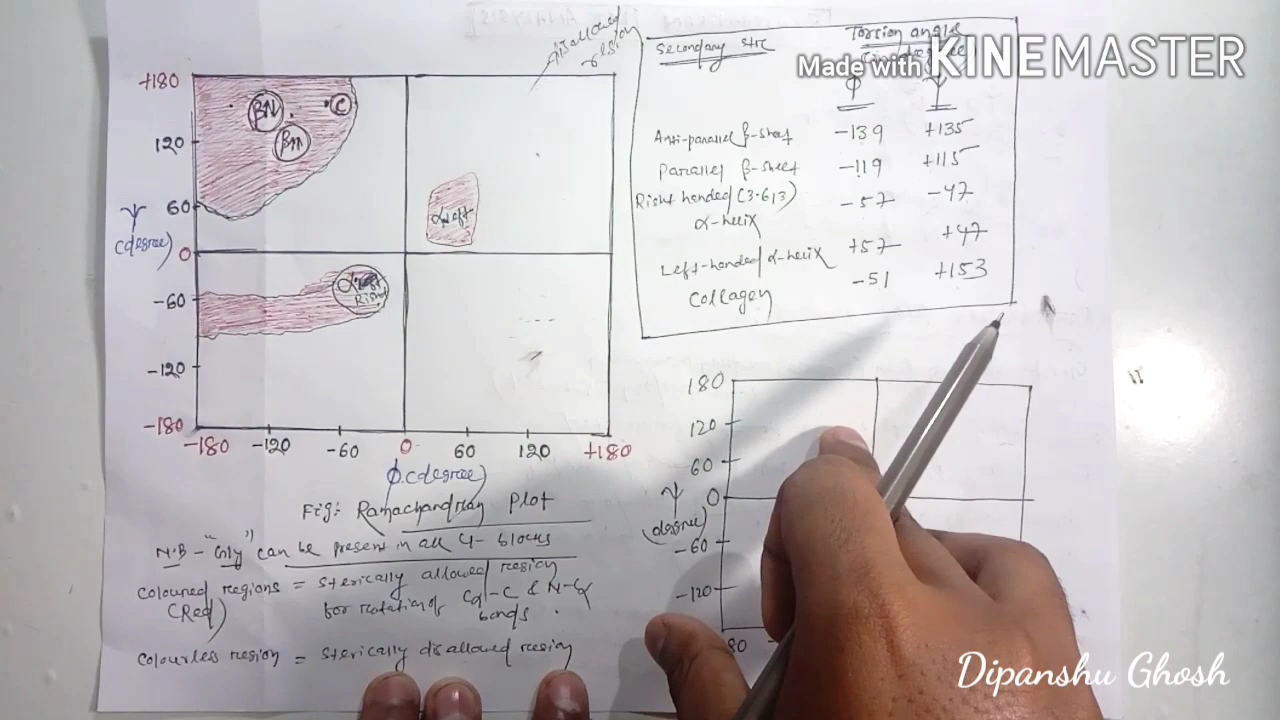 disallowed
region
+180
120
60
0
-60
-120
-180
ψ
(degree)
βN
βп
C
αLeft
α
Right
-180 -120 -60 0 60 120 +180
ϕ (degree)
Fig: Ramachandran Plot
N.B - "Gly" can be present in all 4- blocks
Coloured regions = sterically allowed region
(Red) for rotation of Cα-C & N-Cα
bonds.
Colourless region = sterically disallowed region
Secondary str Torsion angle
ϕ ψ
Anti-parallel β-sheet -139 +135
Parallel β-sheet -119 +115
Right handed (3.613) -57 -47
α-helix
Left-handed α-helix +57 +47
Collagen -51 +153
180
120
60
0
-60
-120
80
ψ
(degree)
Made with KINEMASTER
Dipanshu Ghosh